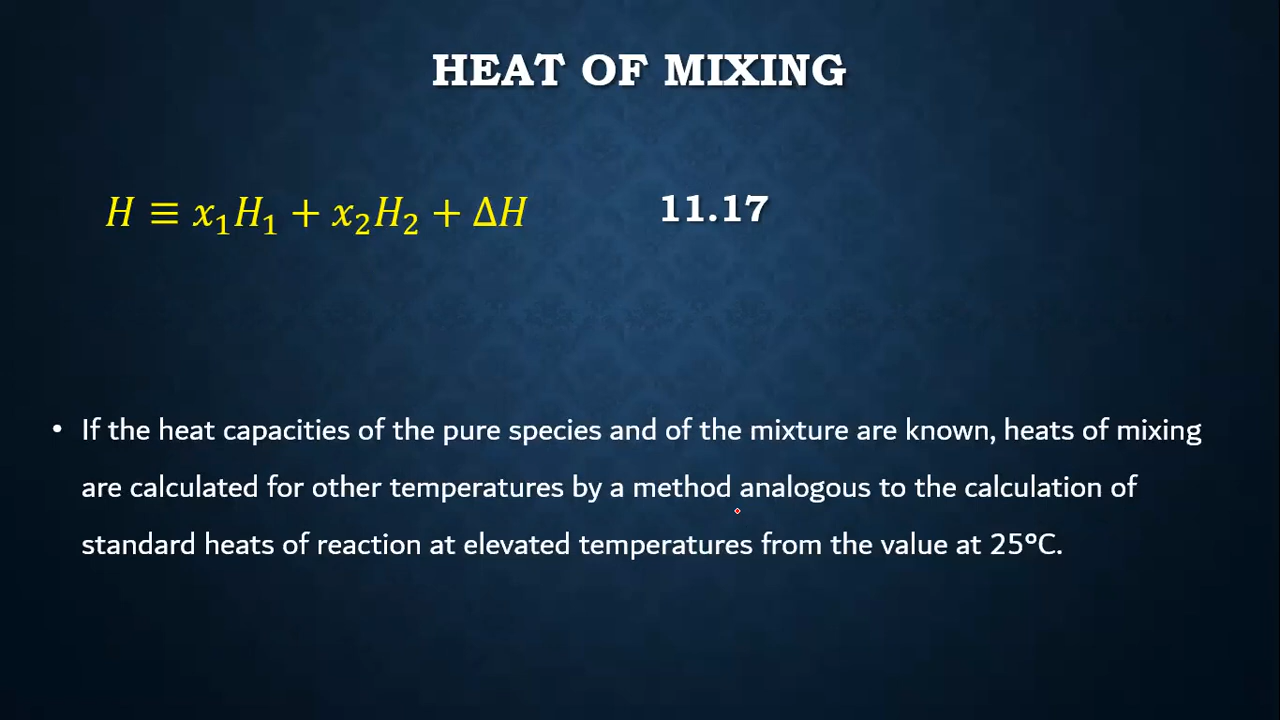 HEAT OF MIXING
H ≡ x₁H₁ + x₂H₂ + ΔH 11.17
• If the heat capacities of the pure species and of the mixture are known, heats of mixing
are calculated for other temperatures by a method analogous to the calculation of
standard heats of reaction at elevated temperatures from the value at 25ºC.